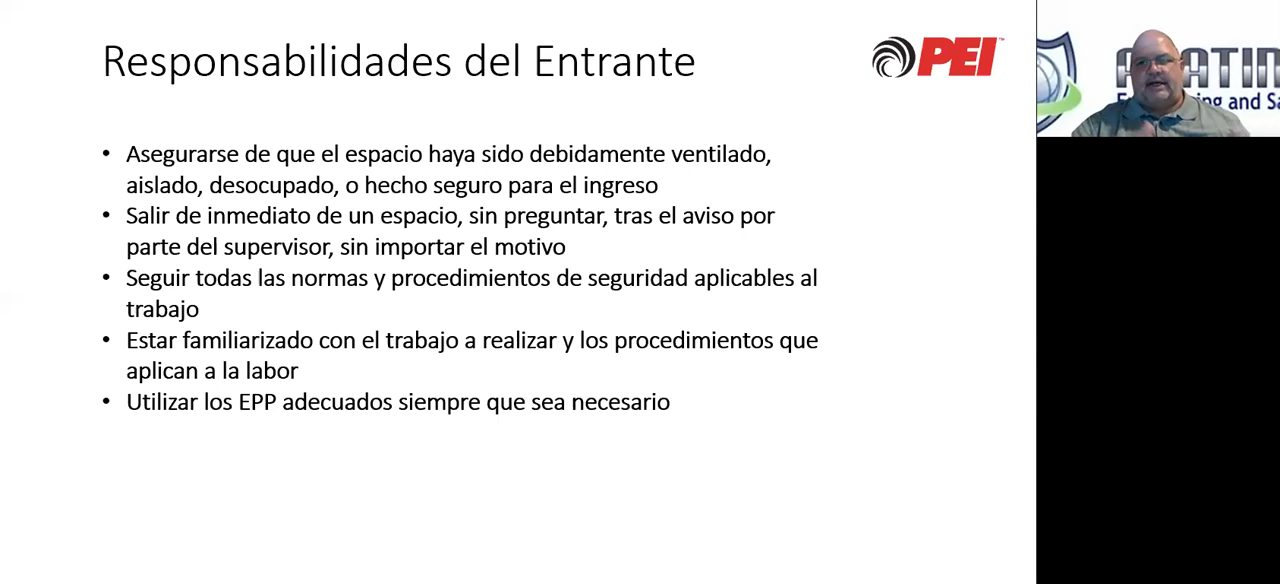 Responsabilidades del Entrante
PEI
™
• Asegurarse de que el espacio haya sido debidamente ventilado,
aislado, desocupado, o hecho seguro para el ingreso
• Salir de inmediato de un espacio, sin preguntar, tras el aviso por
parte del supervisor, sin importar el motivo
• Seguir todas las normas y procedimientos de seguridad aplicables al
trabajo
• Estar familiarizado con el trabajo a realizar y los procedimientos que
aplican a la labor
• Utilizar los EPP adecuados siempre que sea necesario
and